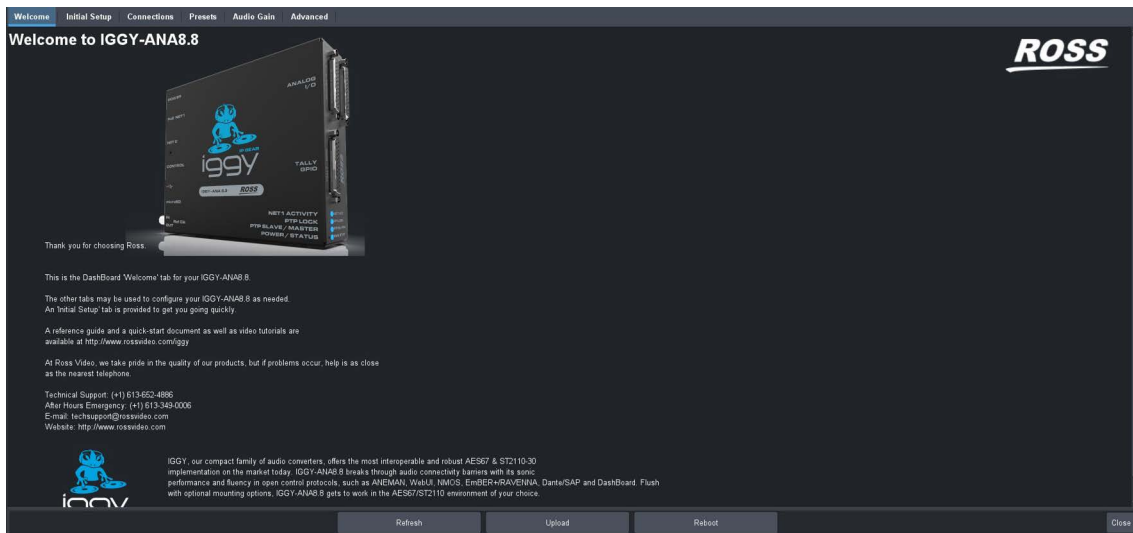 Welcome
Initial Setup
Connections
Presets
Audio Gain
Advanced
Welcome to IGGY-ANA8.8
ROSS
ANALOG
I/O
POWER
CONTROL
iggy
TALLY
GPIO
IGGY-ANA 8.8 ROSS
NET1 ACTIVITY
PTP LOCK
PTP SLAVE / MASTER
POWER / STATUS
Thank you for choosing Ross.
This is the DashBoard 'Welcome' tab for your IGGY-ANA8.8.
The other tabs may be used to configure your IGGY-ANA8.8 as needed.
An 'Initial Setup' tab is provided to get you going quickly.
A reference guide and a quick-start document as well as video tutorials are
available at http://www.rossvideo.com/iggy
At Ross Video, we take pride in the quality of our products, but if problems occur, help is as close
as the nearest telephone.
Technical Support: (+1) 613-652-4886
After Hours Emergency: (+1) 613-349-0006
E-mail: techsupport@rossvideo.com
Website: http://www.rossvideo.com
IGGY, our compact family of audio converters, offers the most interoperable and robust AES67 & ST2110-30
implementation on the market today. IGGY-ANA8.8 breaks through audio connectivity barriers with its sonic
performance and fluency in open control protocols, such as ANEMAN, WebUI, NMOS, EmBER+/RAVENNA, Dante/SAP and DashBoard. Flush
with optional mounting options, IGGY-ANA8.8 gets to work in the AES67/ST2110 environment of your choice.
iggy
Refresh
Upload
Reboot
Close